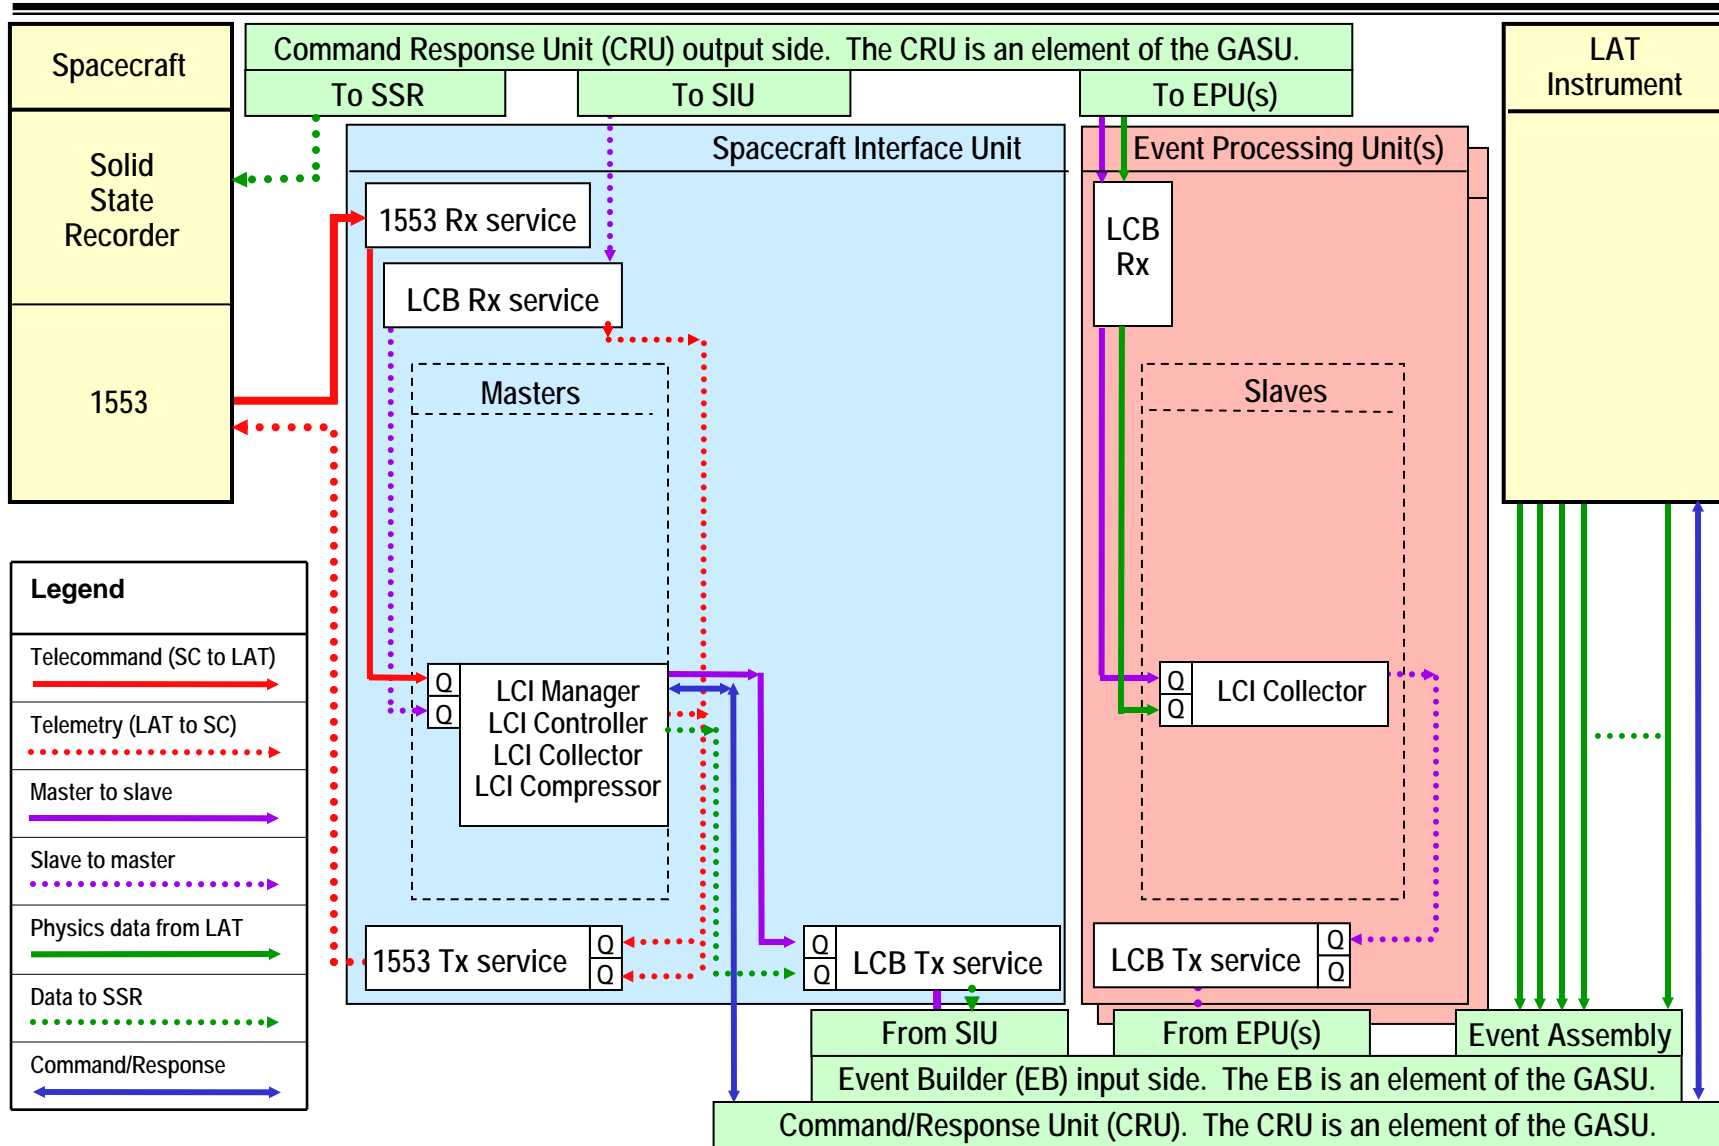 Command Response Unit (CRU) output side. The CRU is an element of the GASU.
To SSR
To SIU
To EPU(s)
Spacecraft
Solid
State
Recorder
1553
Spacecraft Interface Unit
1553 Rx service
LCB Rx service
Masters
Q
Q
LCI Manager
LCI Controller
LCI Collector
LCI Compressor
1553 Tx service
Q
Q
Q
Q
LCB Tx service
Event Processing Unit(s)
LCB
Rx
Slaves
Q
Q
LCI Collector
LCB Tx service
Q
Q
LAT
Instrument
Legend
Telecommand (SC to LAT)
Telemetry (LAT to SC)
Master to slave
Slave to master
Physics data from LAT
Data to SSR
Command/Response
From SIU
From EPU(s)
Event Assembly
Event Builder (EB) input side. The EB is an element of the GASU.
Command/Response Unit (CRU). The CRU is an element of the GASU.